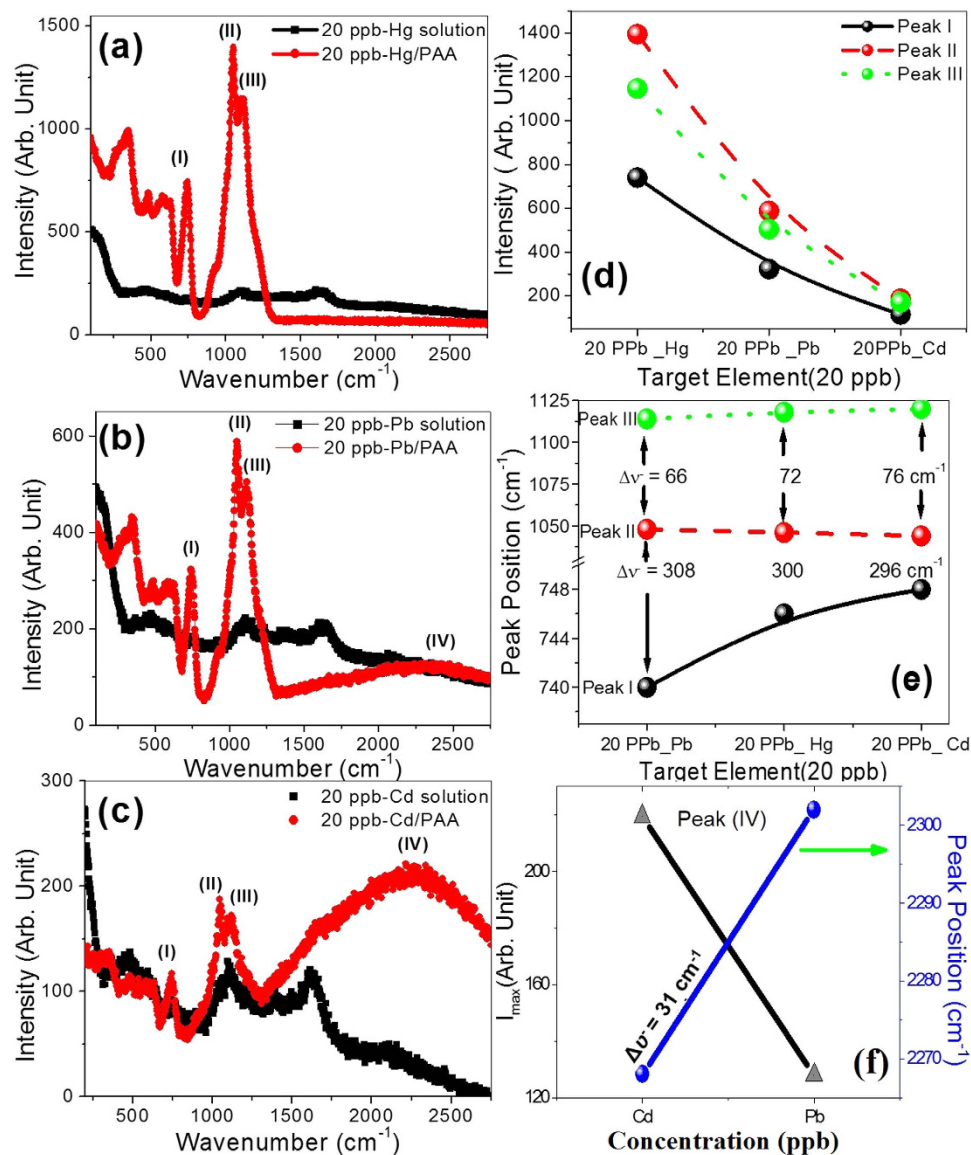 (a)
20 ppb-Hg solution
20 ppb-Hg/PAA
(I)
(II)
(III)
1500
1000
500
0
Intensity (Arb. Unit)
500 1000 1500 2000 2500
Wavenumber (cm⁻¹)
(b)
20 ppb-Pb solution
20 ppb-Pb/PAA
(I)
(II)
(III)
(IV)
600
400
200
0
Intensity (Arb. Unit)
500 1000 1500 2000 2500
Wavenumber (cm⁻¹)
(c)
20 ppb-Cd solution
20 ppb-Cd/PAA
(I)
(II)
(III)
(IV)
300
200
100
0
Intensity (Arb. Unit)
500 1000 1500 2000 2500
Wavenumber (cm⁻¹)
Peak I
Peak II
Peak III
1400
1200
1000
800
600
400
200
Intensity ( Arb. Unit)
(d)
20 PPb _Hg 20 PPb _Pb 20PPb_Cd
Target Element(20 ppb)
1125
1100
1075
1050
748
744
740
Peak Position (cm⁻¹)
Peak III
Δν⁻ = 66 72 76 cm⁻¹
Peak II
Δν⁻ = 308 300 296 cm⁻¹
Peak I
(e)
20 PPb_Pb 20 PPb_ Hg 20 PPb_ Cd
Target Element(20 ppb)
Peak (IV)
200
160
120
I_max(Arb. Unit)
Δυ⁻ = 31 cm⁻¹
2300
2290
2280
2270
Peak Position (cm⁻¹)
(f)
Cd Pb
Concentration (ppb)